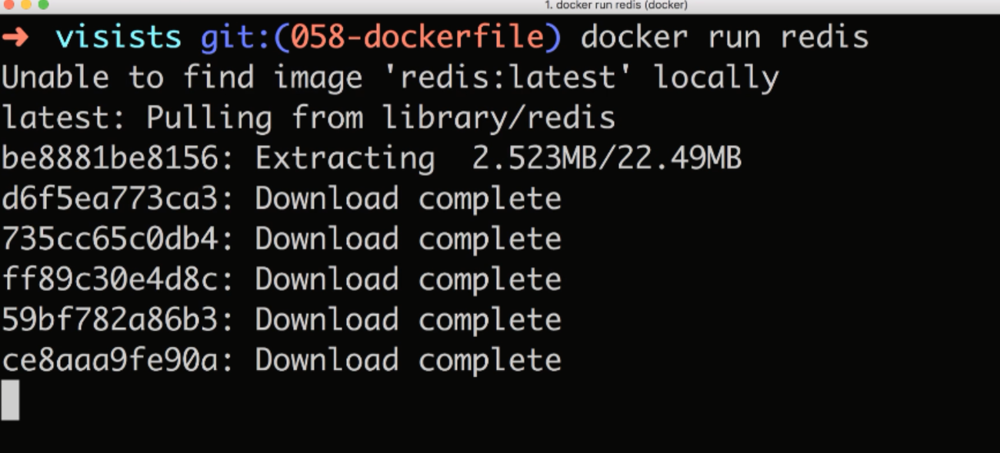 1. docker run redis (docker)
➜ visists git:(058-dockerfile) docker run redis
Unable to find image 'redis:latest' locally
latest: Pulling from library/redis
be8881be8156: Extracting  2.523MB/22.49MB
d6f5ea773ca3: Download complete
735cc65c0db4: Download complete
ff89c30e4d8c: Download complete
59bf782a86b3: Download complete
ce8aaa9fe90a: Download complete